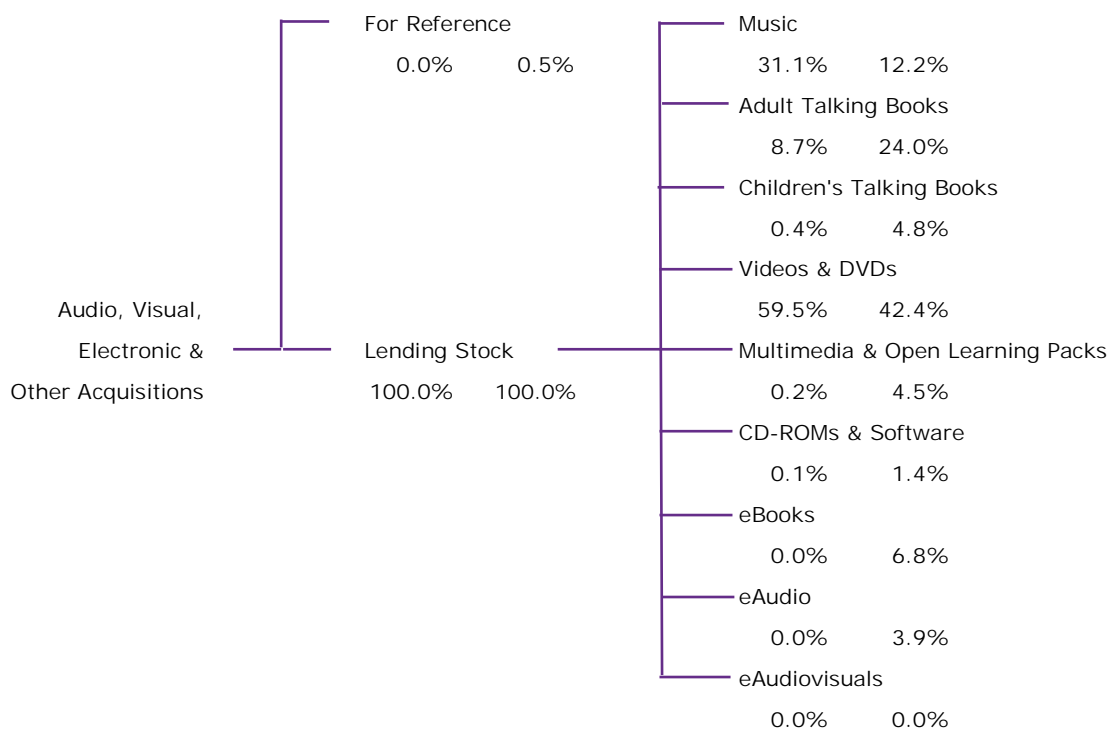 For Reference
0.0% 0.5%
Audio, Visual,
Electronic &
Other Acquisitions
Lending Stock
100.0% 100.0%
Music
31.1% 12.2%
Adult Talking Books
8.7% 24.0%
Children's Talking Books
0.4% 4.8%
Videos & DVDs
59.5% 42.4%
Multimedia & Open Learning Packs
0.2% 4.5%
CD-ROMs & Software
0.1% 1.4%
eBooks
0.0% 6.8%
eAudio
0.0% 3.9%
eAudiovisuals
0.0% 0.0%